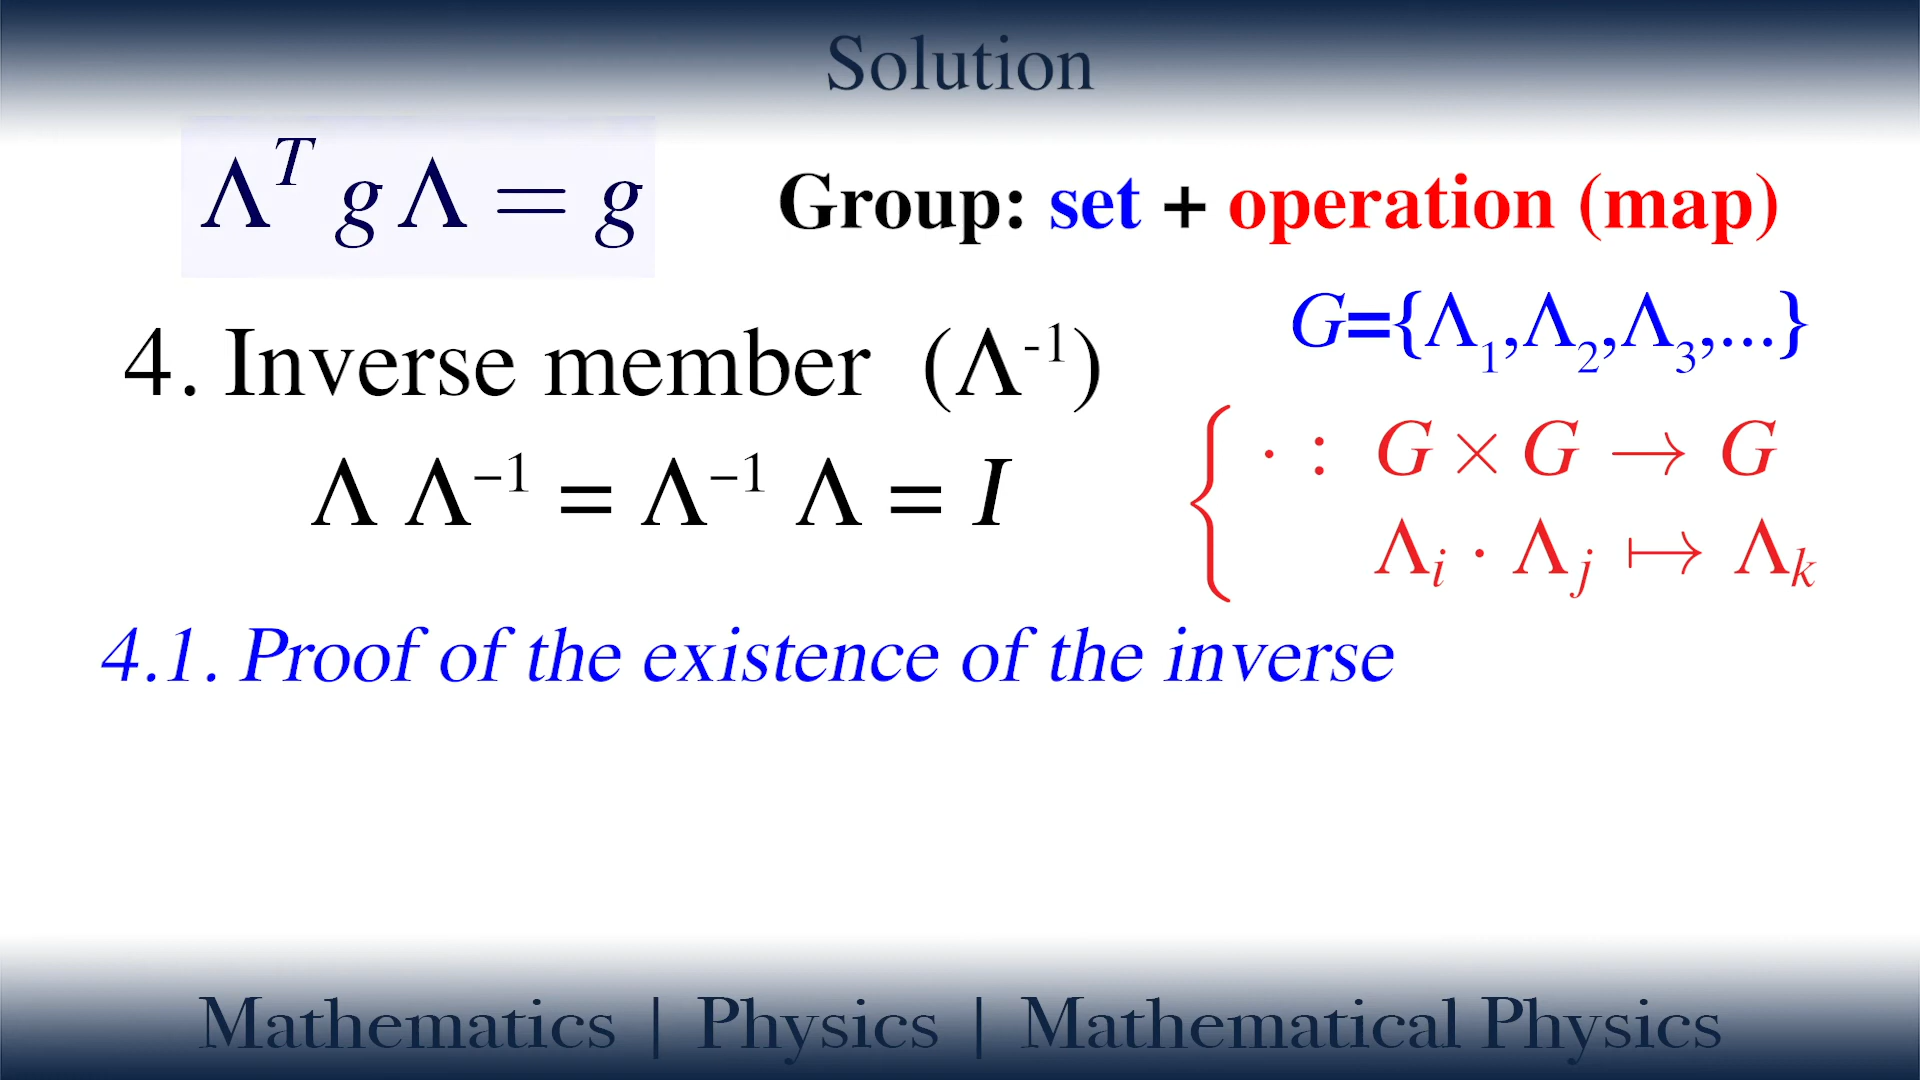 Solution
Λᵀ g Λ = g
Group: set + operation (map)
G={Λ₁,Λ₂,Λ₃,...}
4. Inverse member (Λ⁻¹)
· : G × G → G
Λ Λ⁻¹ = Λ⁻¹ Λ = I
Λᵢ · Λⱼ ↦ Λₖ
4.1. Proof of the existence of the inverse
Mathematics | Physics | Mathematical Physics